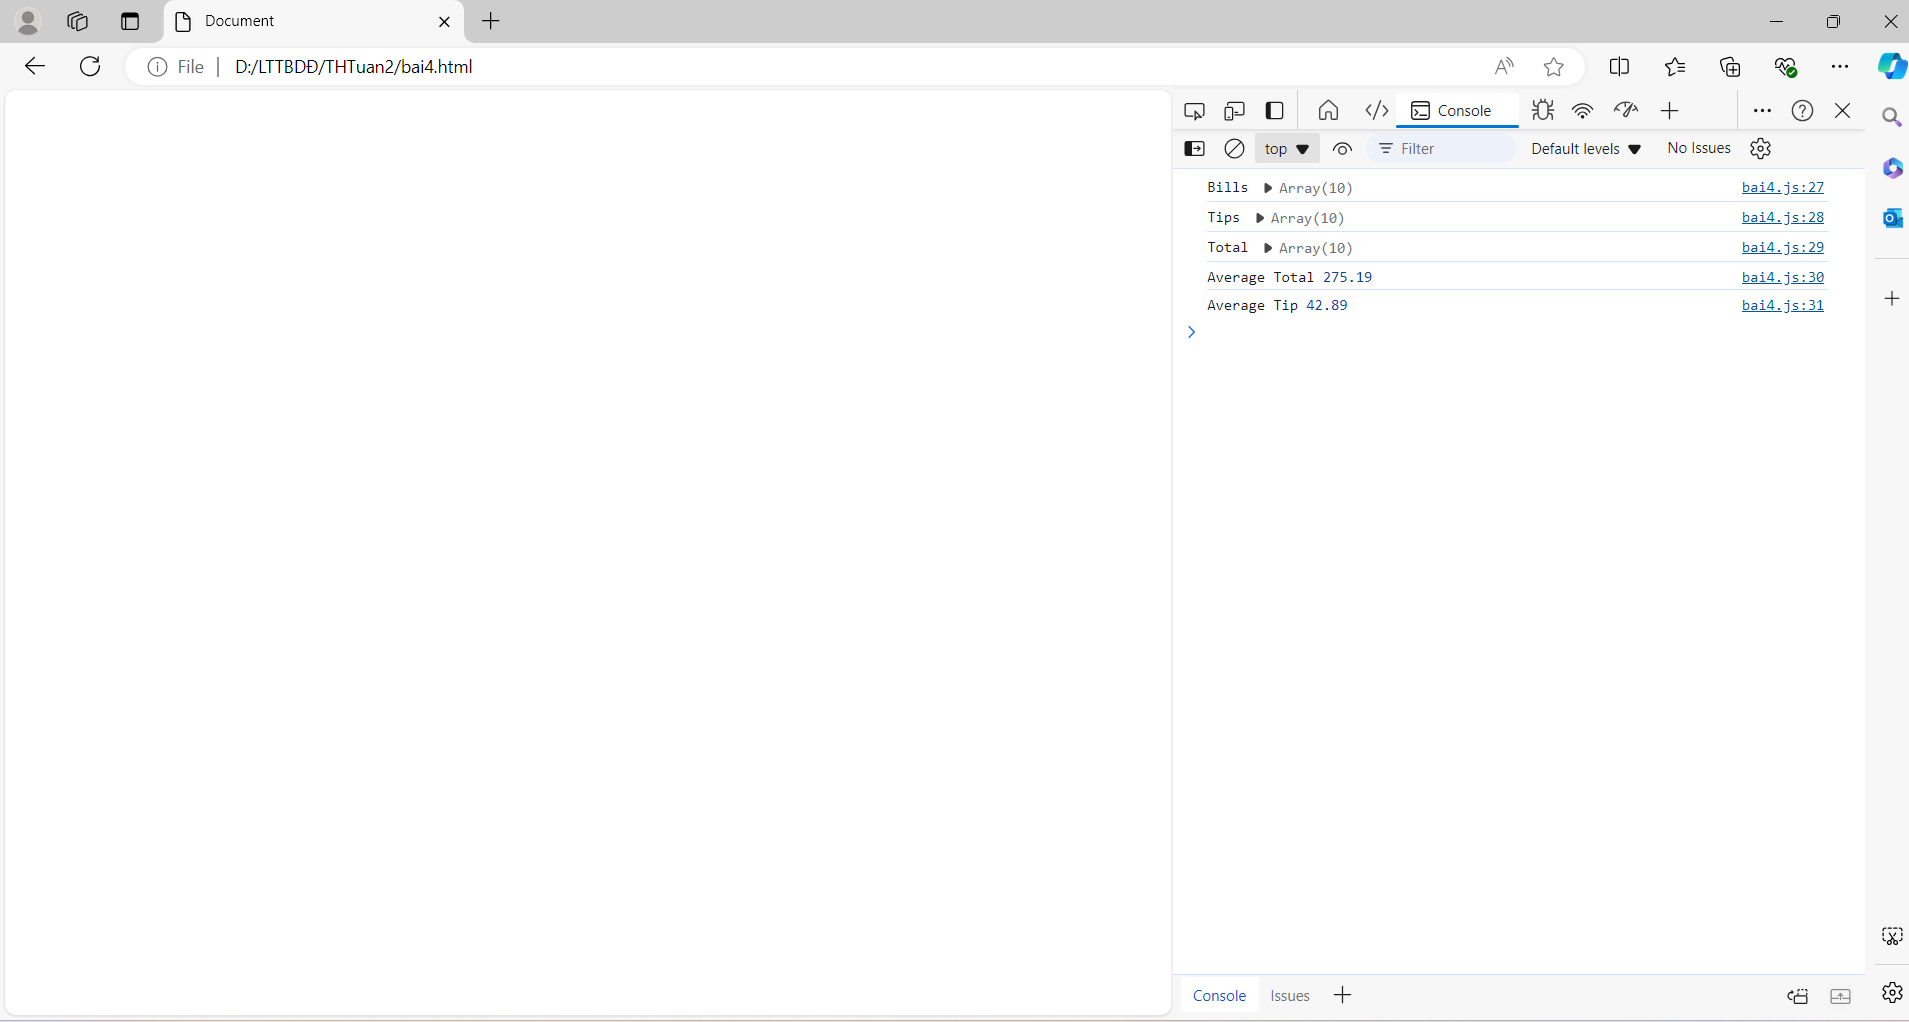 Document
File
D:/LTTBDĐ/THTuan2/bai4.html
Console
top
Filter
Default levels
No Issues
Bills Array(10) bai4.js:27
Tips Array(10) bai4.js:28
Total Array(10) bai4.js:29
Average Total 275.19 bai4.js:30
Average Tip 42.89 bai4.js:31
Console
Issues